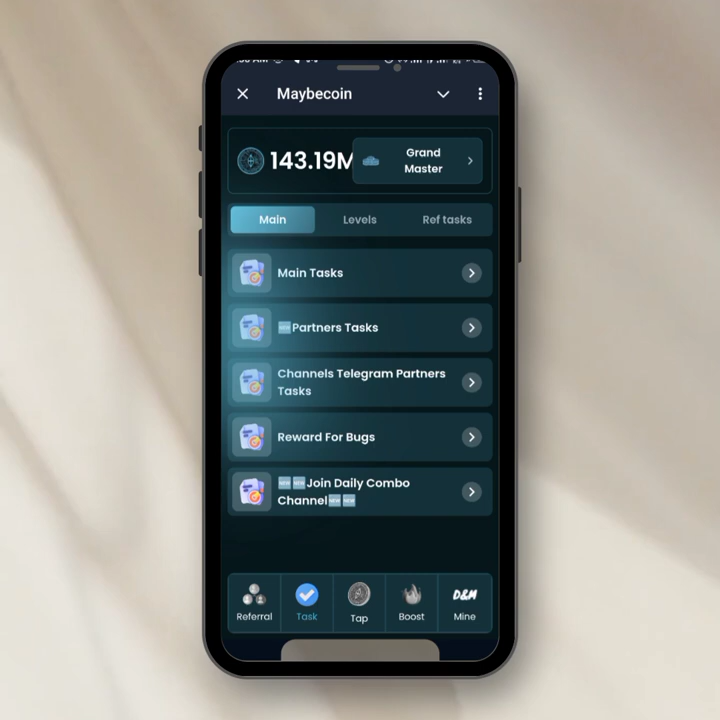 Maybecoin
143.19M
Grand
Master
Main
Levels
Ref tasks
Main Tasks
🆕Partners Tasks
Channels Telegram Partners
Tasks
Reward For Bugs
🆕🆕Join Daily Combo
Channel🆕🆕
Referral
Task
Tap
Boost
D&M
Mine